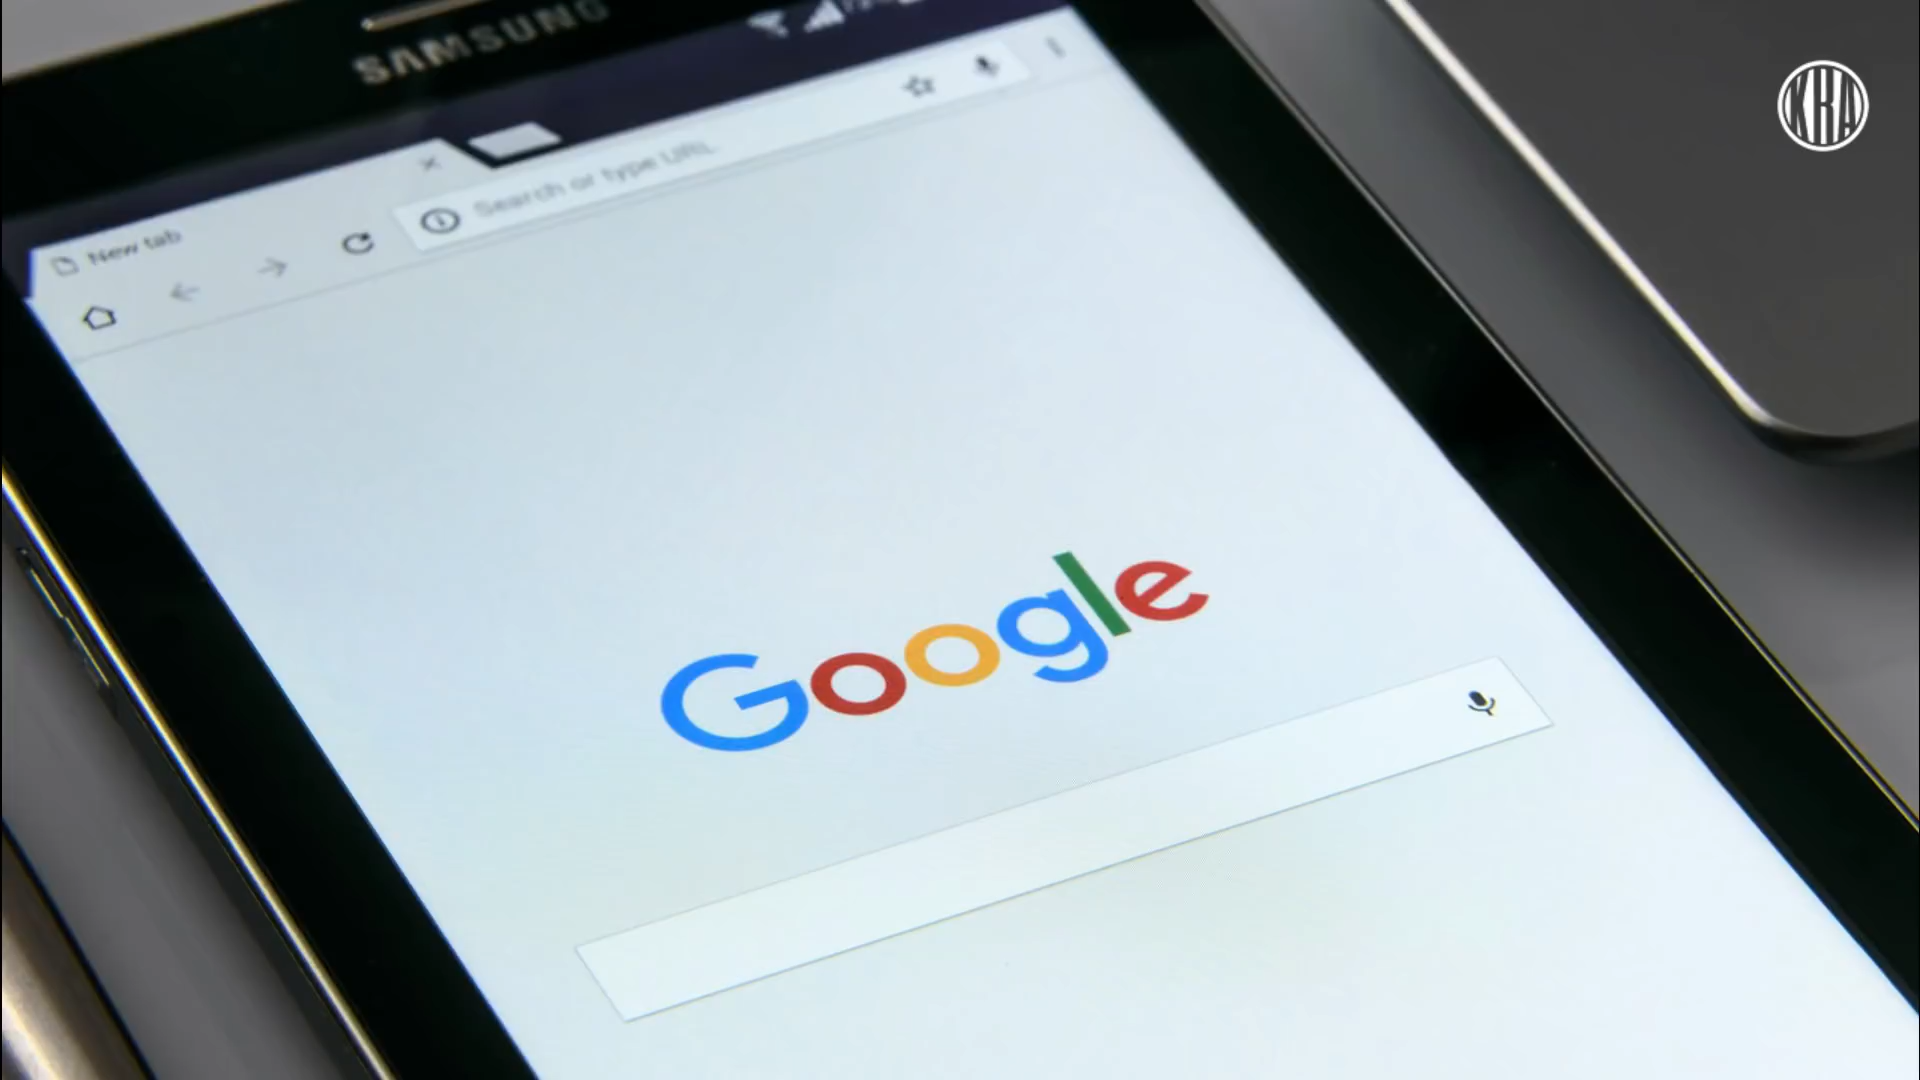 SAMSUNG
New tab
Search or type URL
Google
KRA